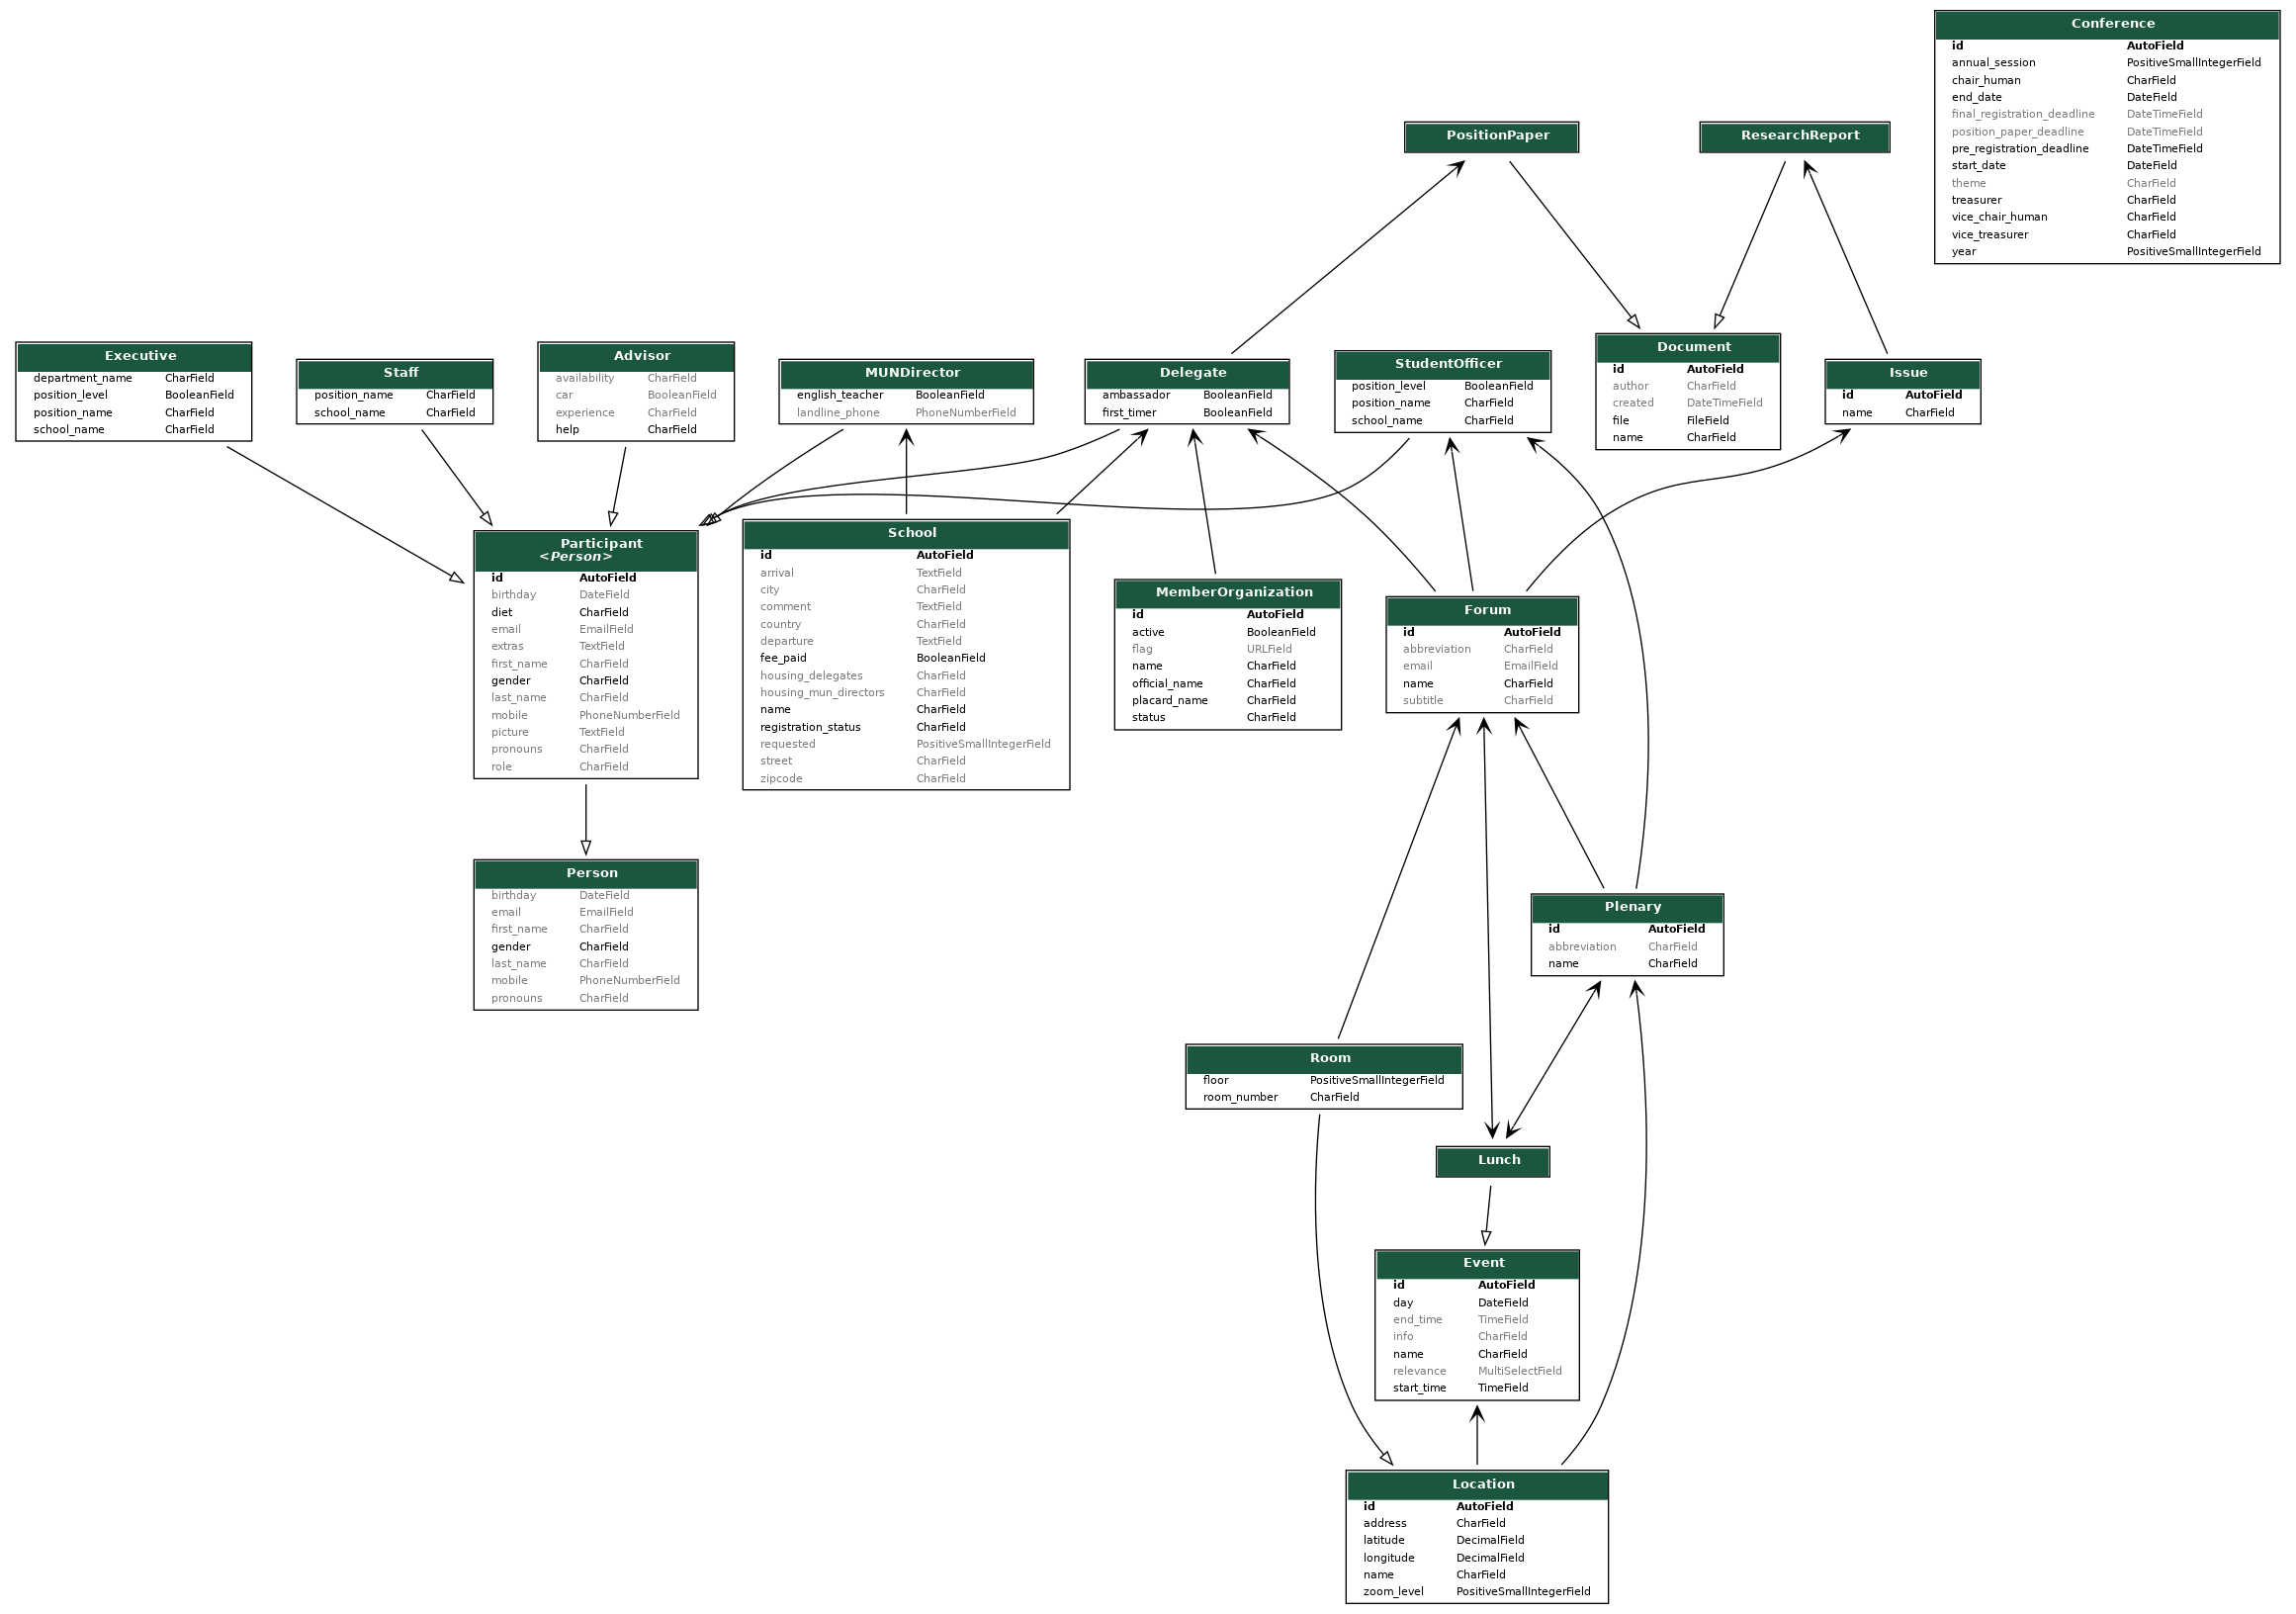 Conference
id AutoField
annual_session PositiveSmallIntegerField
chair_human CharField
end_date DateField
final_registration_deadline DateTimeField
position_paper_deadline DateTimeField
pre_registration_deadline DateTimeField
start_date DateField
theme CharField
treasurer CharField
vice_chair_human CharField
vice_treasurer CharField
year PositiveSmallIntegerField
PositionPaper
ResearchReport
Executive
department_name CharField
position_level BooleanField
position_name CharField
school_name CharField
Staff
position_name CharField
school_name CharField
Advisor
availability CharField
car BooleanField
experience CharField
help CharField
MUNDirector
english_teacher BooleanField
landline_phone PhoneNumberField
Delegate
ambassador BooleanField
first_timer BooleanField
StudentOfficer
position_level BooleanField
position_name CharField
school_name CharField
Document
id AutoField
author CharField
created DateTimeField
file FileField
name CharField
Issue
id AutoField
name CharField
Participant
<Person>
id AutoField
birthday DateField
diet CharField
email EmailField
extras TextField
first_name CharField
gender CharField
last_name CharField
mobile PhoneNumberField
picture TextField
pronouns CharField
role CharField
School
id AutoField
arrival TextField
city CharField
comment TextField
country CharField
departure TextField
fee_paid BooleanField
housing_delegates CharField
housing_mun_directors CharField
name CharField
registration_status CharField
requested PositiveSmallIntegerField
street CharField
zipcode CharField
MemberOrganization
id AutoField
active BooleanField
flag URLField
name CharField
official_name CharField
placard_name CharField
status CharField
Forum
id AutoField
abbreviation CharField
email EmailField
name CharField
subtitle CharField
Person
birthday DateField
email EmailField
first_name CharField
gender CharField
last_name CharField
mobile PhoneNumberField
pronouns CharField
Plenary
id AutoField
abbreviation CharField
name CharField
Room
floor PositiveSmallIntegerField
room_number CharField
Lunch
Event
id AutoField
day DateField
end_time TimeField
info CharField
name CharField
relevance MultiSelectField
start_time TimeField
Location
id AutoField
address CharField
latitude DecimalField
longitude DecimalField
name CharField
zoom_level PositiveSmallIntegerField